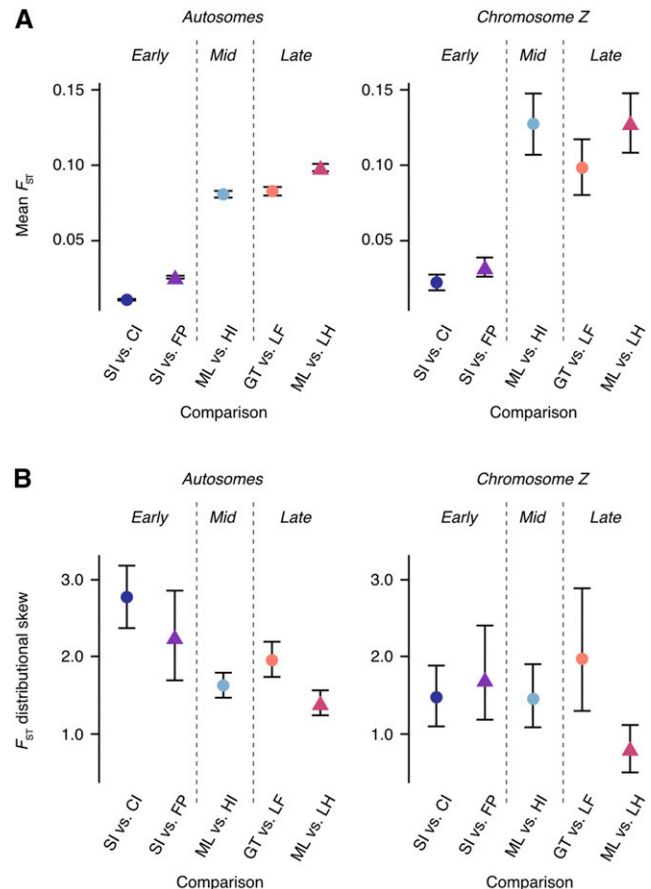 A
Autosomes
Chromosome Z
Early Mid Late
Early Mid Late
Mean FST
0.15
0.10
0.05
0.15
0.10
0.05
SI vs. CI
SI vs. FP
ML vs. HI
GT vs. LF
ML vs. LH
SI vs. CI
SI vs. FP
ML vs. HI
GT vs. LF
ML vs. LH
Comparison
Comparison
B
Autosomes
Chromosome Z
Early Mid Late
Early Mid Late
FST distributional skew
3.0
2.0
1.0
3.0
2.0
1.0
SI vs. CI
SI vs. FP
ML vs. HI
GT vs. LF
ML vs. LH
SI vs. CI
SI vs. FP
ML vs. HI
GT vs. LF
ML vs. LH
Comparison
Comparison